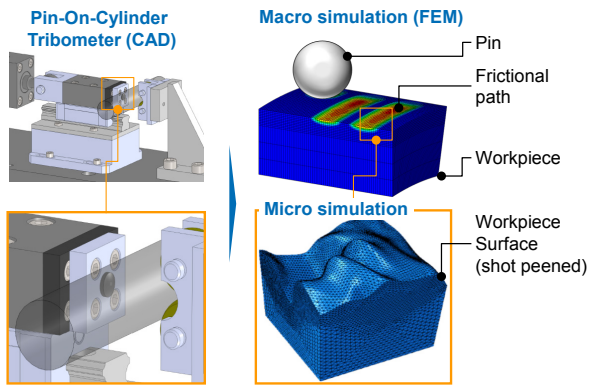 Pin-On-Cylinder
Tribometer (CAD)
Macro simulation (FEM)
Pin
Frictional
path
Workpiece
Micro simulation
Workpiece
Surface
(shot peened)